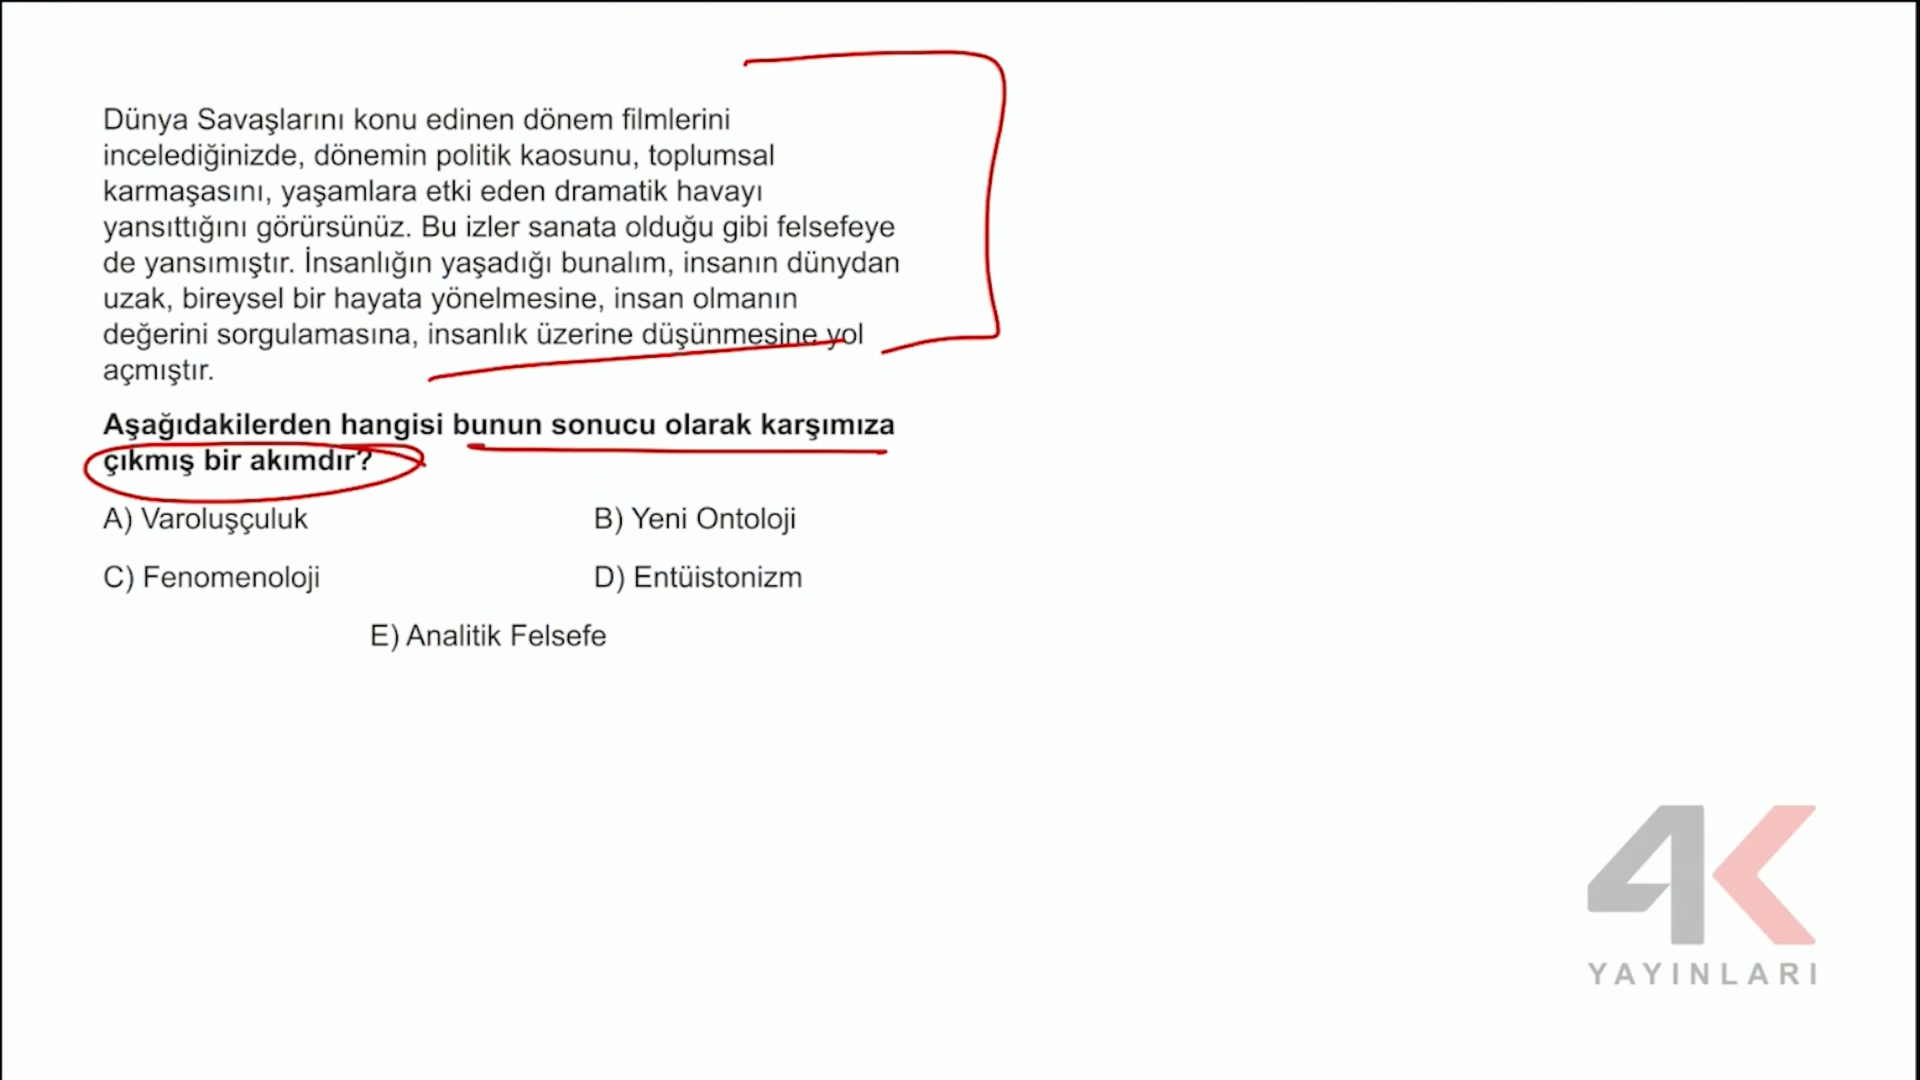 Dünya Savaşlarını konu edinen dönem filmlerini
incelediğinizde, dönemin politik kaosunu, toplumsal
karmaşasını, yaşamlara etki eden dramatik havayı
yansıttığını görürsünüz. Bu izler sanata olduğu gibi felsefeye
de yansımıştır. İnsanlığın yaşadığı bunalım, insanın dünydan
uzak, bireysel bir hayata yönelmesine, insan olmanın
değerini sorgulamasına, insanlık üzerine düşünmesine yol
açmıştır.
Aşağıdakilerden hangisi bunun sonucu olarak karşımıza
çıkmış bir akımdır?
A) Varoluşçuluk
B) Yeni Ontoloji
C) Fenomenoloji
D) Entüistonizm
E) Analitik Felsefe
4K
YAYINLARI